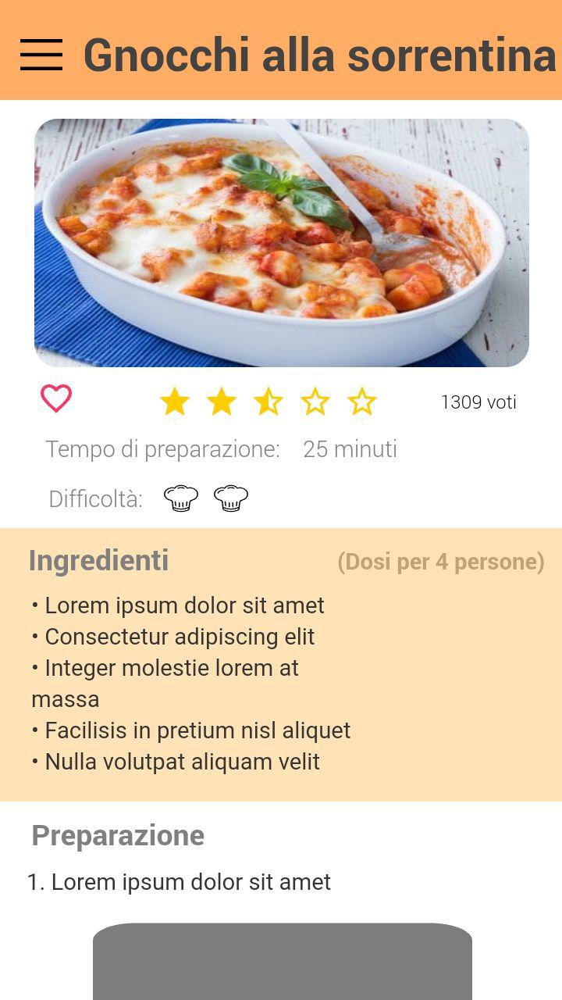 Gnocchi alla sorrentina
1309 voti
Tempo di preparazione: 25 minuti
Difficoltà:
Ingredienti (Dosi per 4 persone)
• Lorem ipsum dolor sit amet
• Consectetur adipiscing elit
• Integer molestie lorem at
massa
• Facilisis in pretium nisl aliquet
• Nulla volutpat aliquam velit
Preparazione
1. Lorem ipsum dolor sit amet